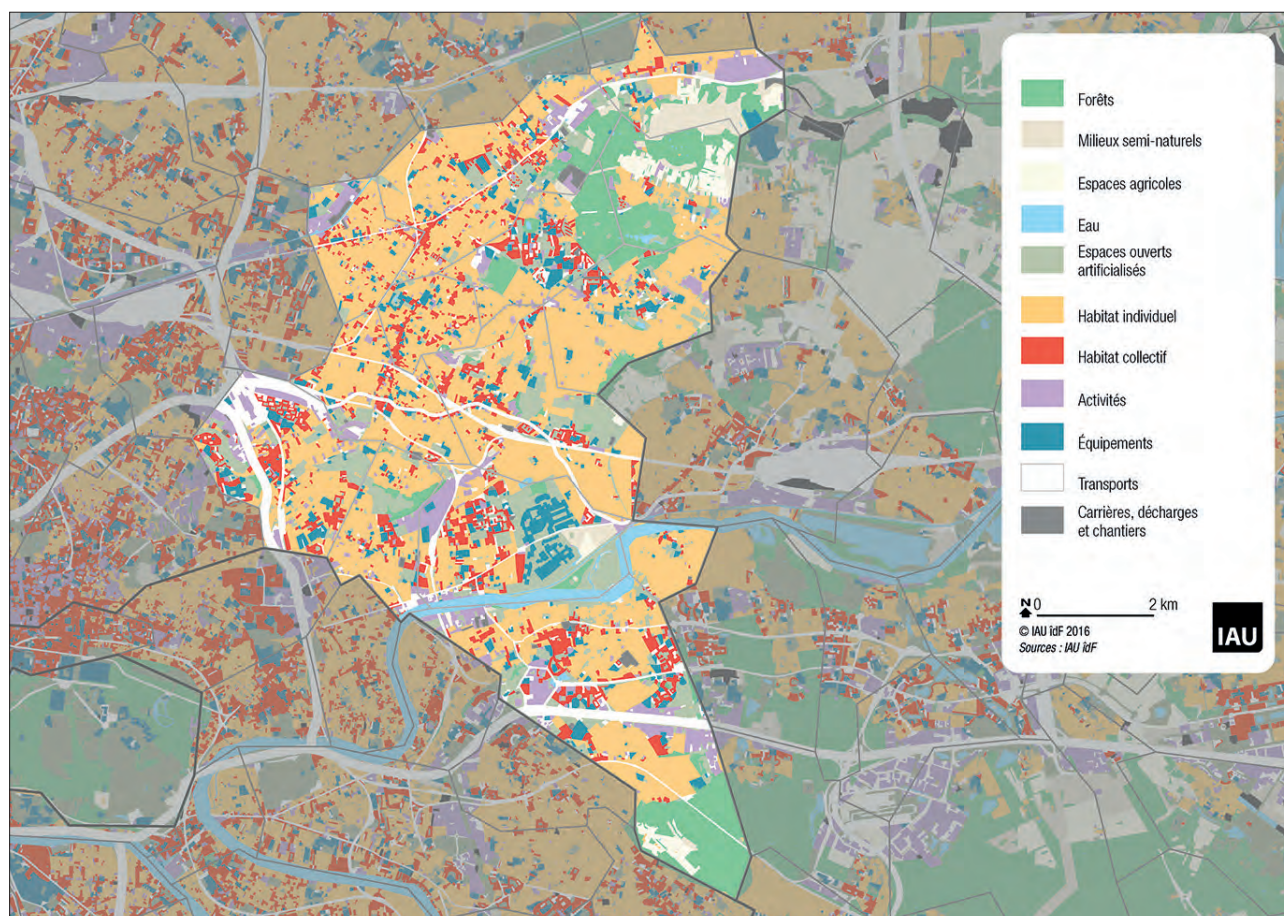 Forêts
Milieux semi-naturels
Espaces agricoles
Eau
Espaces ouverts
artificialisés
Habitat individuel
Habitat collectif
Activités
Équipements
Transports
Carrières, décharges
et chantiers
N 0 2 km
© IAU îdF 2016
Sources : IAU îdF
IAU